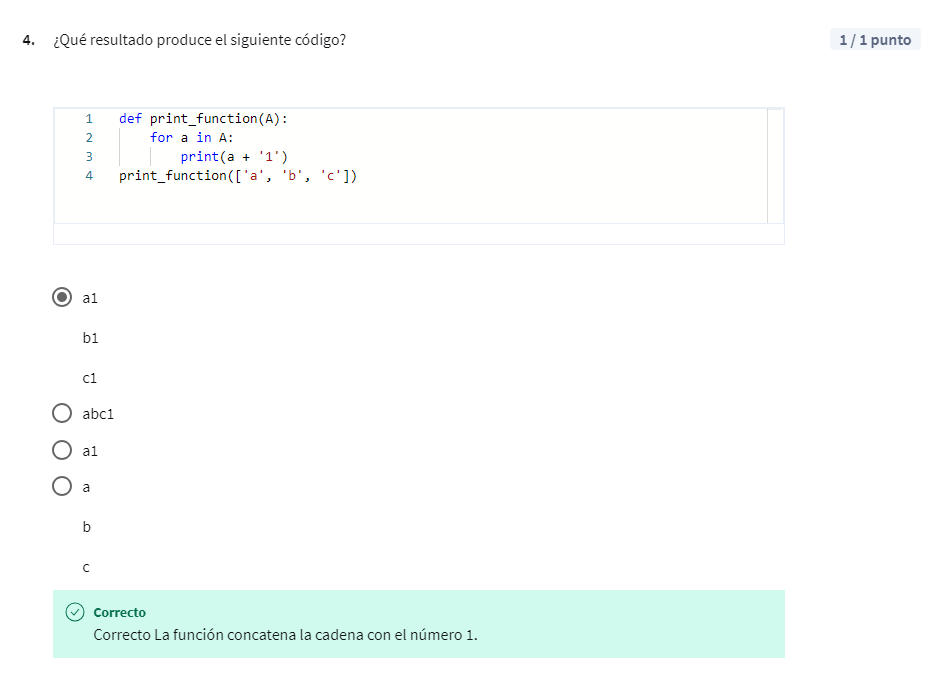 4. ¿Qué resultado produce el siguiente código?
1 / 1 punto
1 def print_function(A):
2     for a in A:
3         print(a + '1')
4 print_function(['a', 'b', 'c'])
a1
b1
c1
abc1
a1
a
b
c
Correcto
Correcto La función concatena la cadena con el número 1.